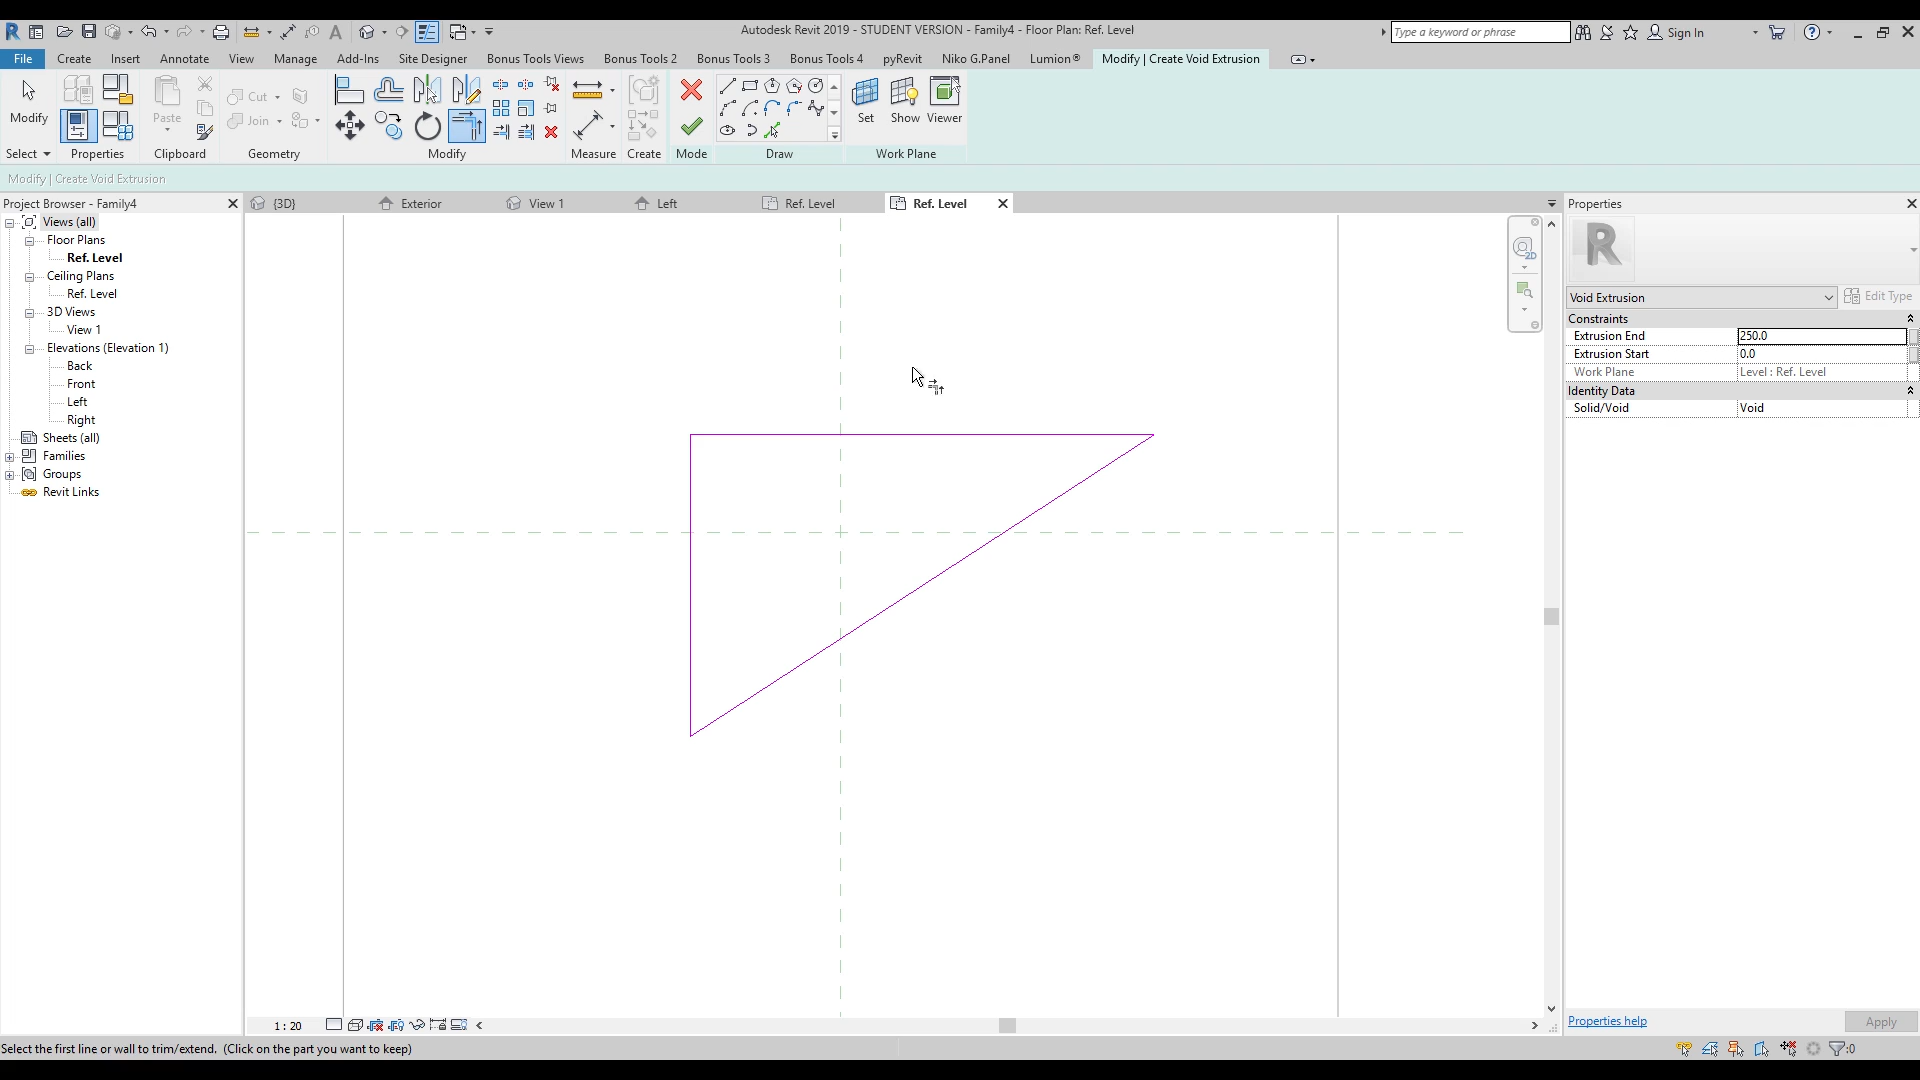 Autodesk Revit 2019 - STUDENT VERSION - Family4 - Floor Plan: Ref. Level
Type a keyword or phrase
Sign In
File Create Insert Annotate View Manage Add-Ins Site Designer Bonus Tools Views Bonus Tools 2 Bonus Tools 3 Bonus Tools 4 pyRevit Niko G.Panel Lumion® Modify | Create Void Extrusion
Modify
Paste
Cut
Join
Set Show Viewer
Select Properties Clipboard Geometry Modify Measure Create Mode Draw Work Plane
Modify | Create Void Extrusion
Project Browser - Family4
{3D} Exterior View 1 Left Ref. Level Ref. Level
Properties
Views (all)
Floor Plans
Ref. Level
Ceiling Plans
Ref. Level
3D Views
View 1
Elevations (Elevation 1)
Back
Front
Left
Right
Sheets (all)
Families
Groups
Revit Links
2D
R
Void Extrusion Edit Type
Constraints
Extrusion End 250.0
Extrusion Start 0.0
Work Plane Level : Ref. Level
Identity Data
Solid/Void Void
Properties help Apply
1 : 20
Select the first line or wall to trim/extend. (Click on the part you want to keep)
:0